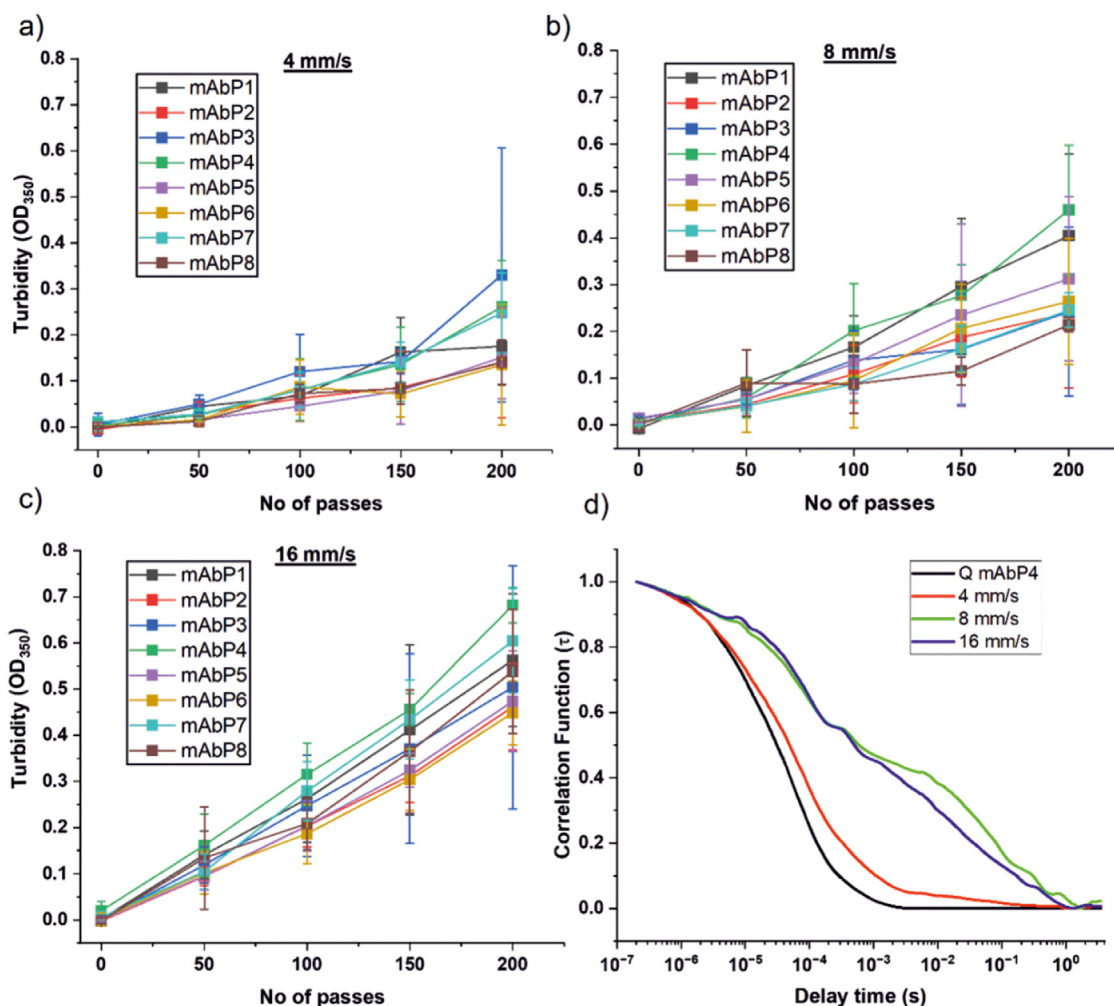 a)
4 mm/s
0.8
0.7
0.6
0.5
0.4
0.3
0.2
0.1
0.0
Turbidity (OD350)
mAbP1
mAbP2
mAbP3
mAbP4
mAbP5
mAbP6
mAbP7
mAbP8
0 50 100 150 200
No of passes
b)
8 mm/s
0.8
0.7
0.6
0.5
0.4
0.3
0.2
0.1
0.0
Turbidity (OD350)
mAbP1
mAbP2
mAbP3
mAbP4
mAbP5
mAbP6
mAbP7
mAbP8
0 50 100 150 200
No of passes
c)
16 mm/s
0.8
0.7
0.6
0.5
0.4
0.3
0.2
0.1
0.0
Turbidity (OD350)
mAbP1
mAbP2
mAbP3
mAbP4
mAbP5
mAbP6
mAbP7
mAbP8
0 50 100 150 200
No of passes
d)
1.0
0.8
0.6
0.4
0.2
0.0
Correlation Function (τ)
Q mAbP4
4 mm/s
8 mm/s
16 mm/s
10⁻⁷ 10⁻⁶ 10⁻⁵ 10⁻⁴ 10⁻³ 10⁻² 10⁻¹ 10⁰
Delay time (s)